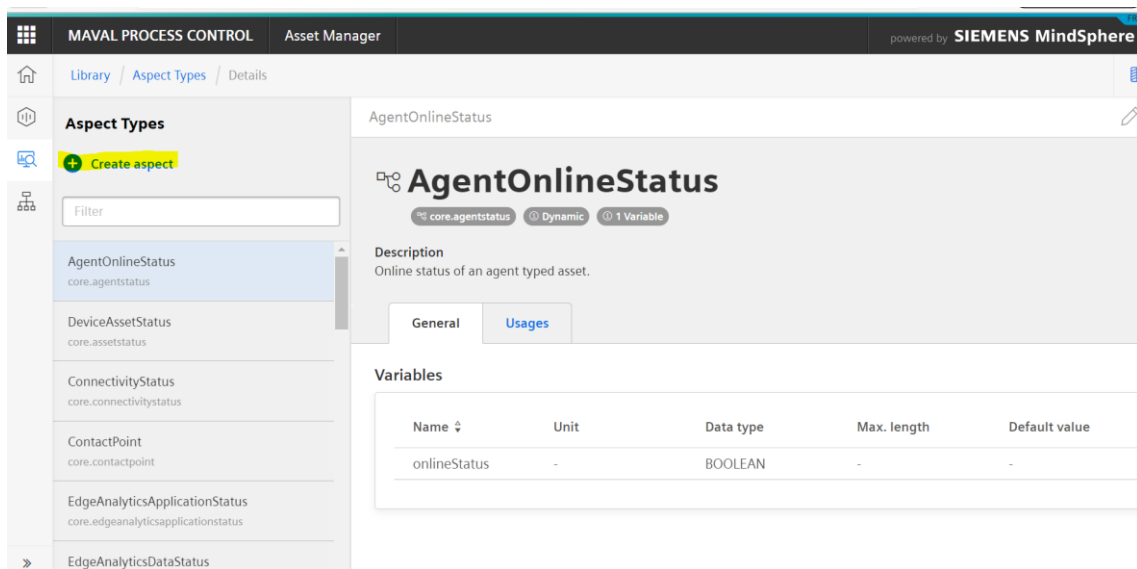 MAVAL PROCESS CONTROL Asset Manager powered by SIEMENS MindSphere
Library / Aspect Types / Details
Aspect Types
Create aspect
Filter
AgentOnlineStatus
core.agentstatus
DeviceAssetStatus
core.assetstatus
ConnectivityStatus
core.connectivitystatus
ContactPoint
core.contactpoint
EdgeAnalyticsApplicationStatus
core.edgeanalyticsapplicationstatus
EdgeAnalyticsDataStatus
AgentOnlineStatus
AgentOnlineStatus
core.agentstatus Dynamic 1 Variable
Description
Online status of an agent typed asset.
General Usages
Variables
Name Unit Data type Max. length Default value
onlineStatus - BOOLEAN - -